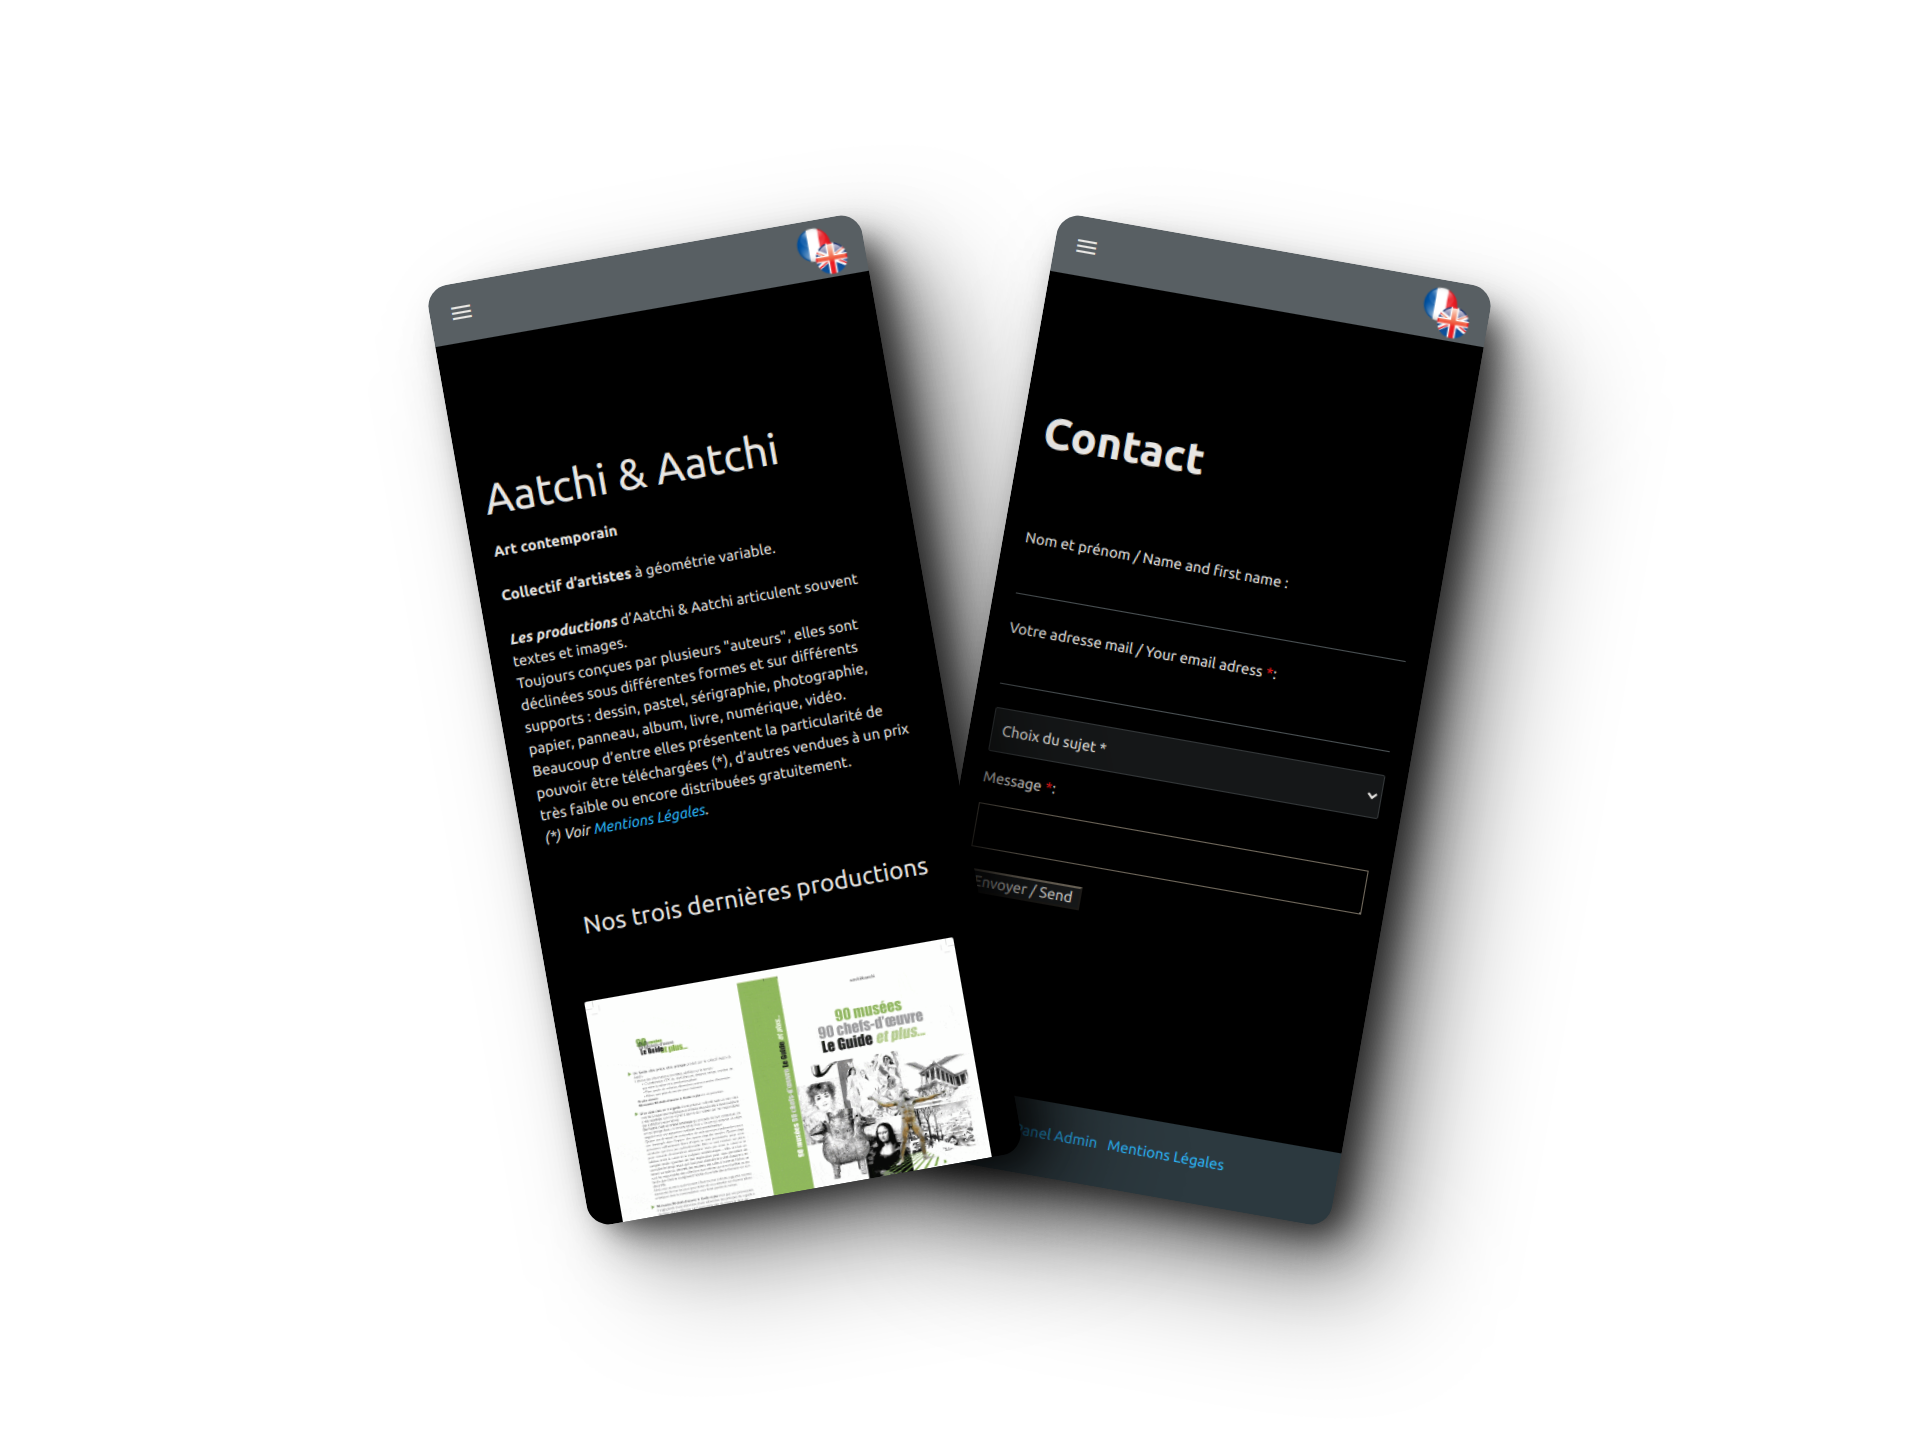 Aatchi & Aatchi
Art contemporain
Collectif d'artistes à géométrie variable.
Les productions d'Aatchi & Aatchi articulent souvent
textes et images.
Toujours conçues par plusieurs "auteurs", elles sont
déclinées sous différentes formes et sur différents
supports : dessin, pastel, sérigraphie, photographie,
papier, panneau, album, livre, numérique, vidéo.
Beaucoup d'entre elles présentent la particularité de
pouvoir être téléchargées (*), d'autres vendues à un prix
très faible ou encore distribuées gratuitement.
(*) Voir Mentions Légales.
Nos trois dernières productions
90 musées
90 chefs-d'œuvre
Le Guide et plus...
Contact
Nom et prénom / Name and first name :
Votre adresse mail / Your email adress *:
Choix du sujet *
Message *:
Envoyer / Send
Panel Admin Mentions Légales